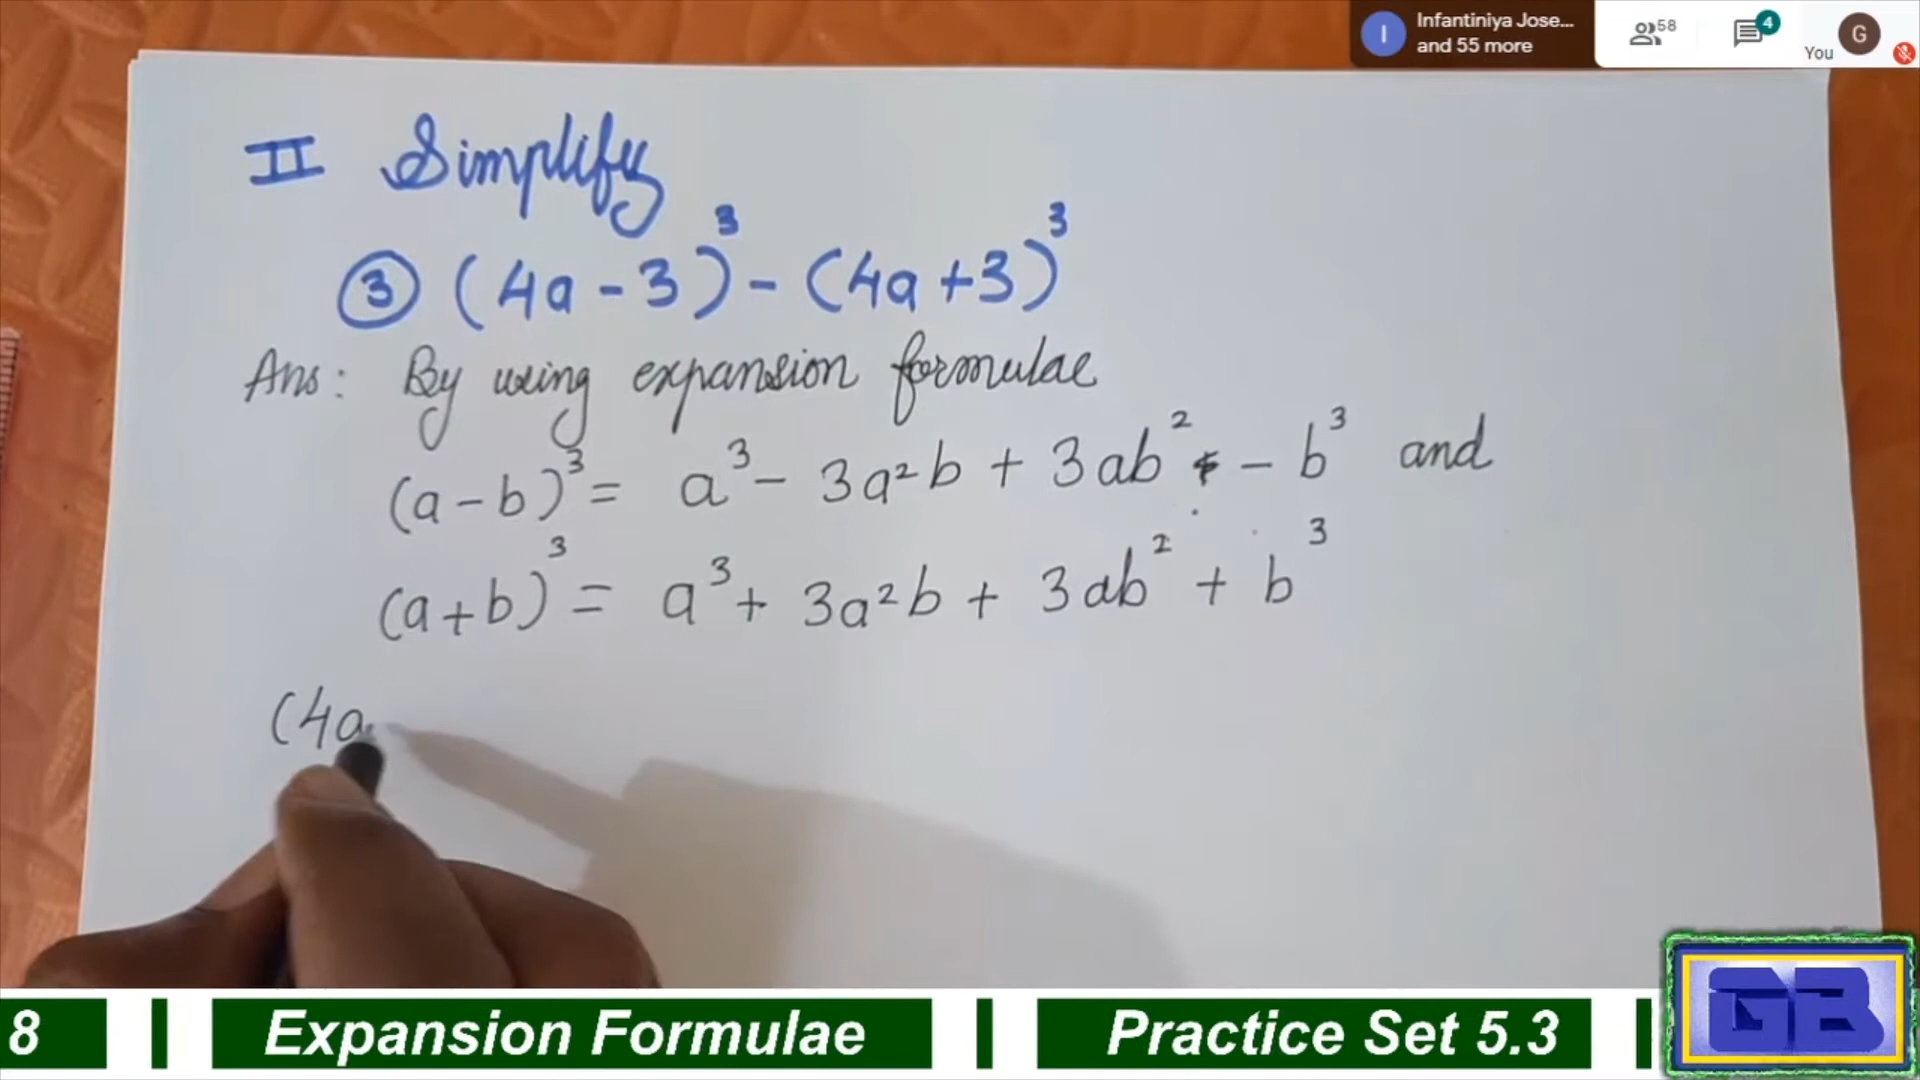 Infantiniya Jose...
and 55 more
58
4
You
G
I
II Simplify
③ (4a - 3)³ - (4a + 3)³
Ans: By using expansion formulae
(a - b)³ = a³ - 3a²b + 3ab² - b³ and
(a + b)³ = a³ + 3a²b + 3ab² + b³
(4a
8 | Expansion Formulae | Practice Set 5.3 |
GB